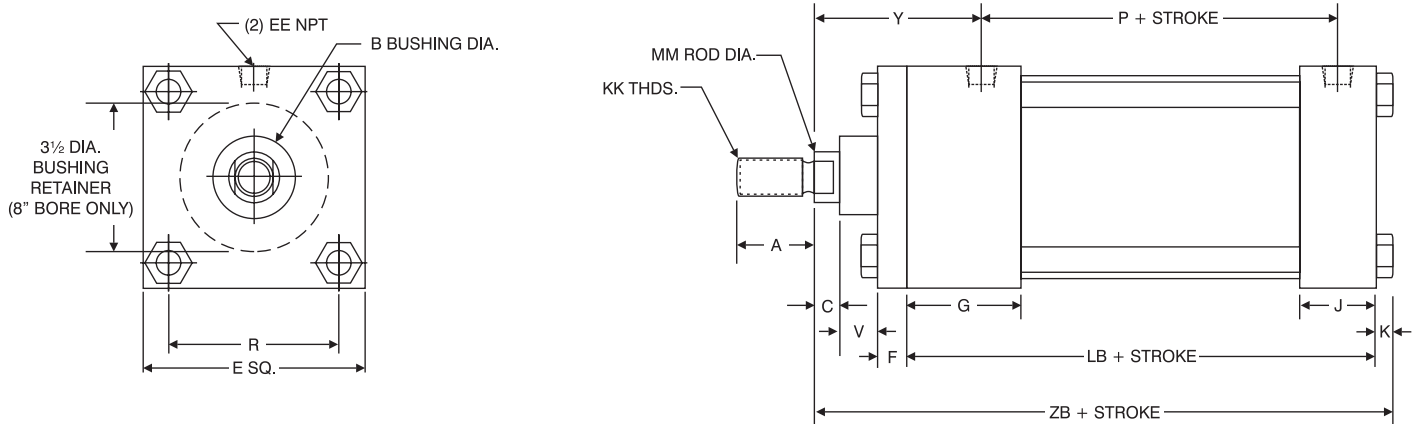 (2) EE NPT
B BUSHING DIA.
3½ DIA.
BUSHING
RETAINER
(8” BORE ONLY)
R
E SQ.
Y
P + STROKE
MM ROD DIA.
KK THDS.
A
C
G
J
V
K
F
LB + STROKE
ZB + STROKE